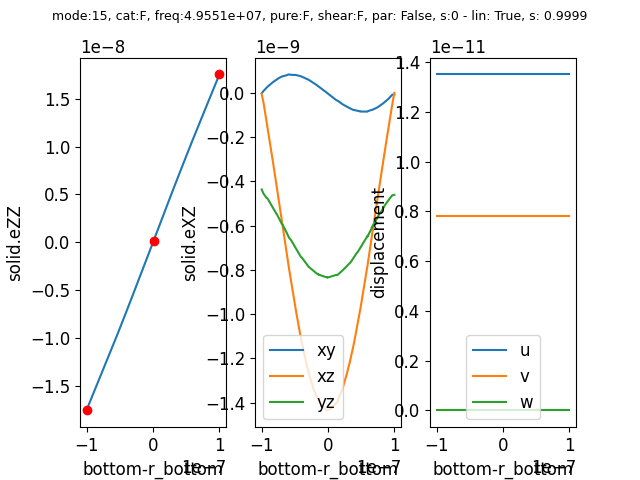 mode:15, cat:F, freq:4.9551e+07, pure:F, shear:F, par: False, s:0 - lin: True, s: 0.9999
1e−8
1.5
1.0
0.5
0.0
−0.5
−1.0
−1.5
solid.eZZ
−1
0
1
bottom-r_bottom
1e−7
1e−9
0.0
−0.2
−0.4
−0.6
−0.8
−1.0
−1.2
−1.4
solid.eXZ
xy
xz
yz
−1
0
1
bottom-r_bottom
1e−7
1e−11
1.4
1.2
1.0
0.8
0.6
0.4
0.2
0.0
displacement
u
v
w
−1
0
1
bottom-r_bottom
1e−7